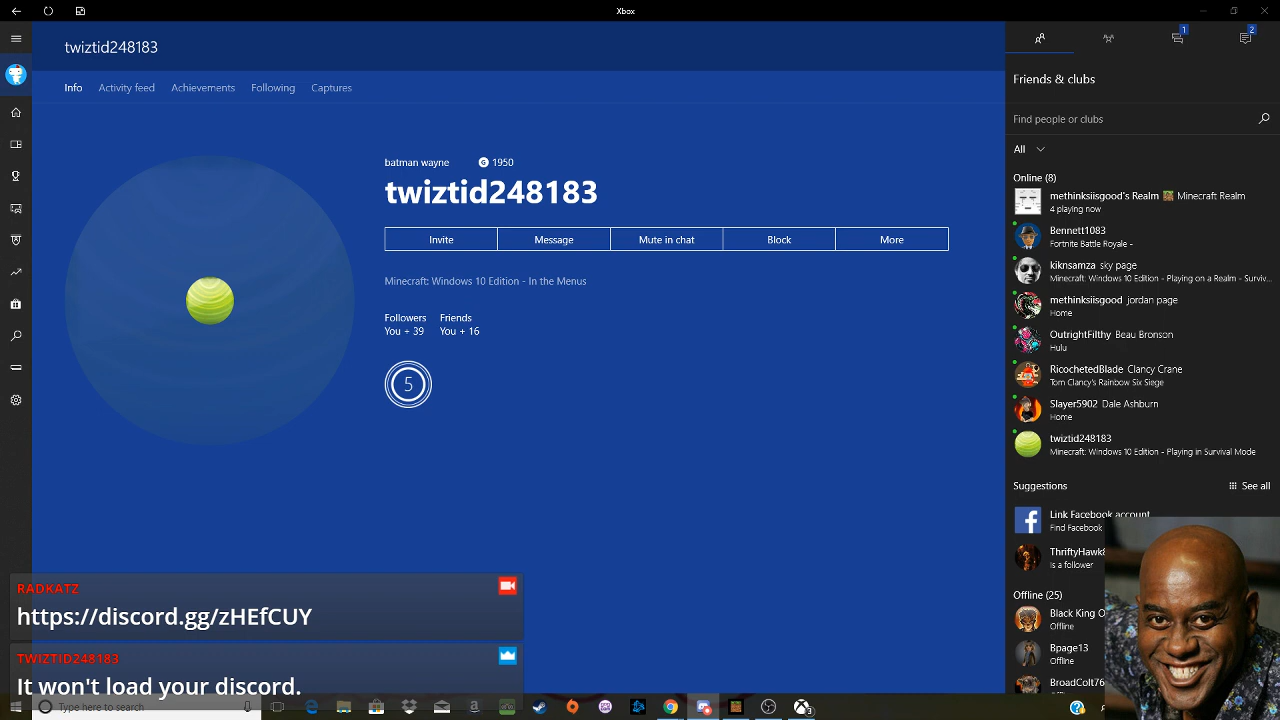 Xbox
twiztid248183
Info Activity feed Achievements Following Captures
batman wayne G 1950
twiztid248183
Invite Message Mute in chat Block More
Minecraft: Windows 10 Edition - In the Menus
Followers Friends
You + 39 You + 16
5
RADKATZ
https://discord.gg/zHEfCUY
TWIZTID248183
It won't load your discord.
Type here to search
1 2
Friends & clubs
Find people or clubs
All
Online (8)
methinksiisgood's Realm Minecraft Realm
4 playing now
Bennett1083
Fortnite Battle Royale -
kiknsamza sky page
Minecraft: Windows 10 Edition - Playing on a Realm - Surviv...
methinksiisgood jordan page
Home
OutrightFilthy Beau Bronson
Hulu
RicochetedBlade Clancy Crane
Tom Clancy's Rainbow Six Siege
Slayer5902 Dale Ashburn
Home
twiztid248183
Minecraft: Windows 10 Edition - Playing in Survival Mode
Suggestions See all
Link Facebook account
Find Facebook
ThriftyHawk
Is a follower
Offline (25)
Black King O
Offline
Bpage13
Offline
BroadColt76
3